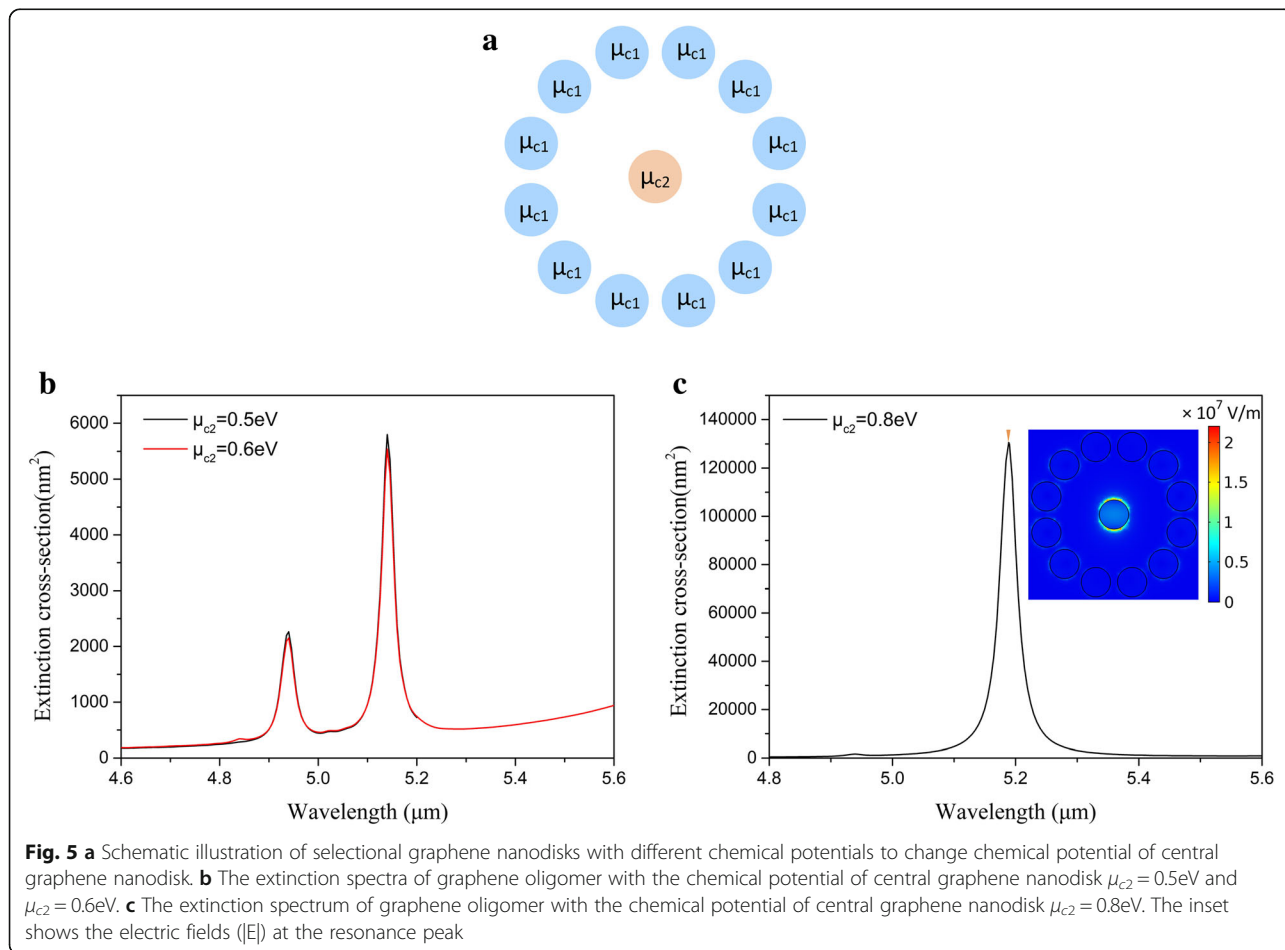 a
μc1 μc1
μc1 μc1
μc1 μc1
μc2
μc1 μc1
μc1 μc1
μc1 μc1
b
μc2=0.5eV
μc2=0.6eV
6000
5000
4000
3000
2000
1000
0
Extinction cross-section(nm²)
4.6 4.8 5.0 5.2 5.4 5.6
Wavelength (μm)
c
μc2=0.8eV
140000
120000
100000
80000
60000
40000
20000
0
Extinction cross-section(nm²)
4.8 5.0 5.2 5.4 5.6
Wavelength (μm)
× 10⁷ V/m
2
1.5
1
0.5
0
Fig. 5 a Schematic illustration of selectional graphene nanodisks with different chemical potentials to change chemical potential of central
graphene nanodisk. b The extinction spectra of graphene oligomer with the chemical potential of central graphene nanodisk μc2 = 0.5eV and
μc2 = 0.6eV. c The extinction spectrum of graphene oligomer with the chemical potential of central graphene nanodisk μc2 = 0.8eV. The inset
shows the electric fields (|E|) at the resonance peak